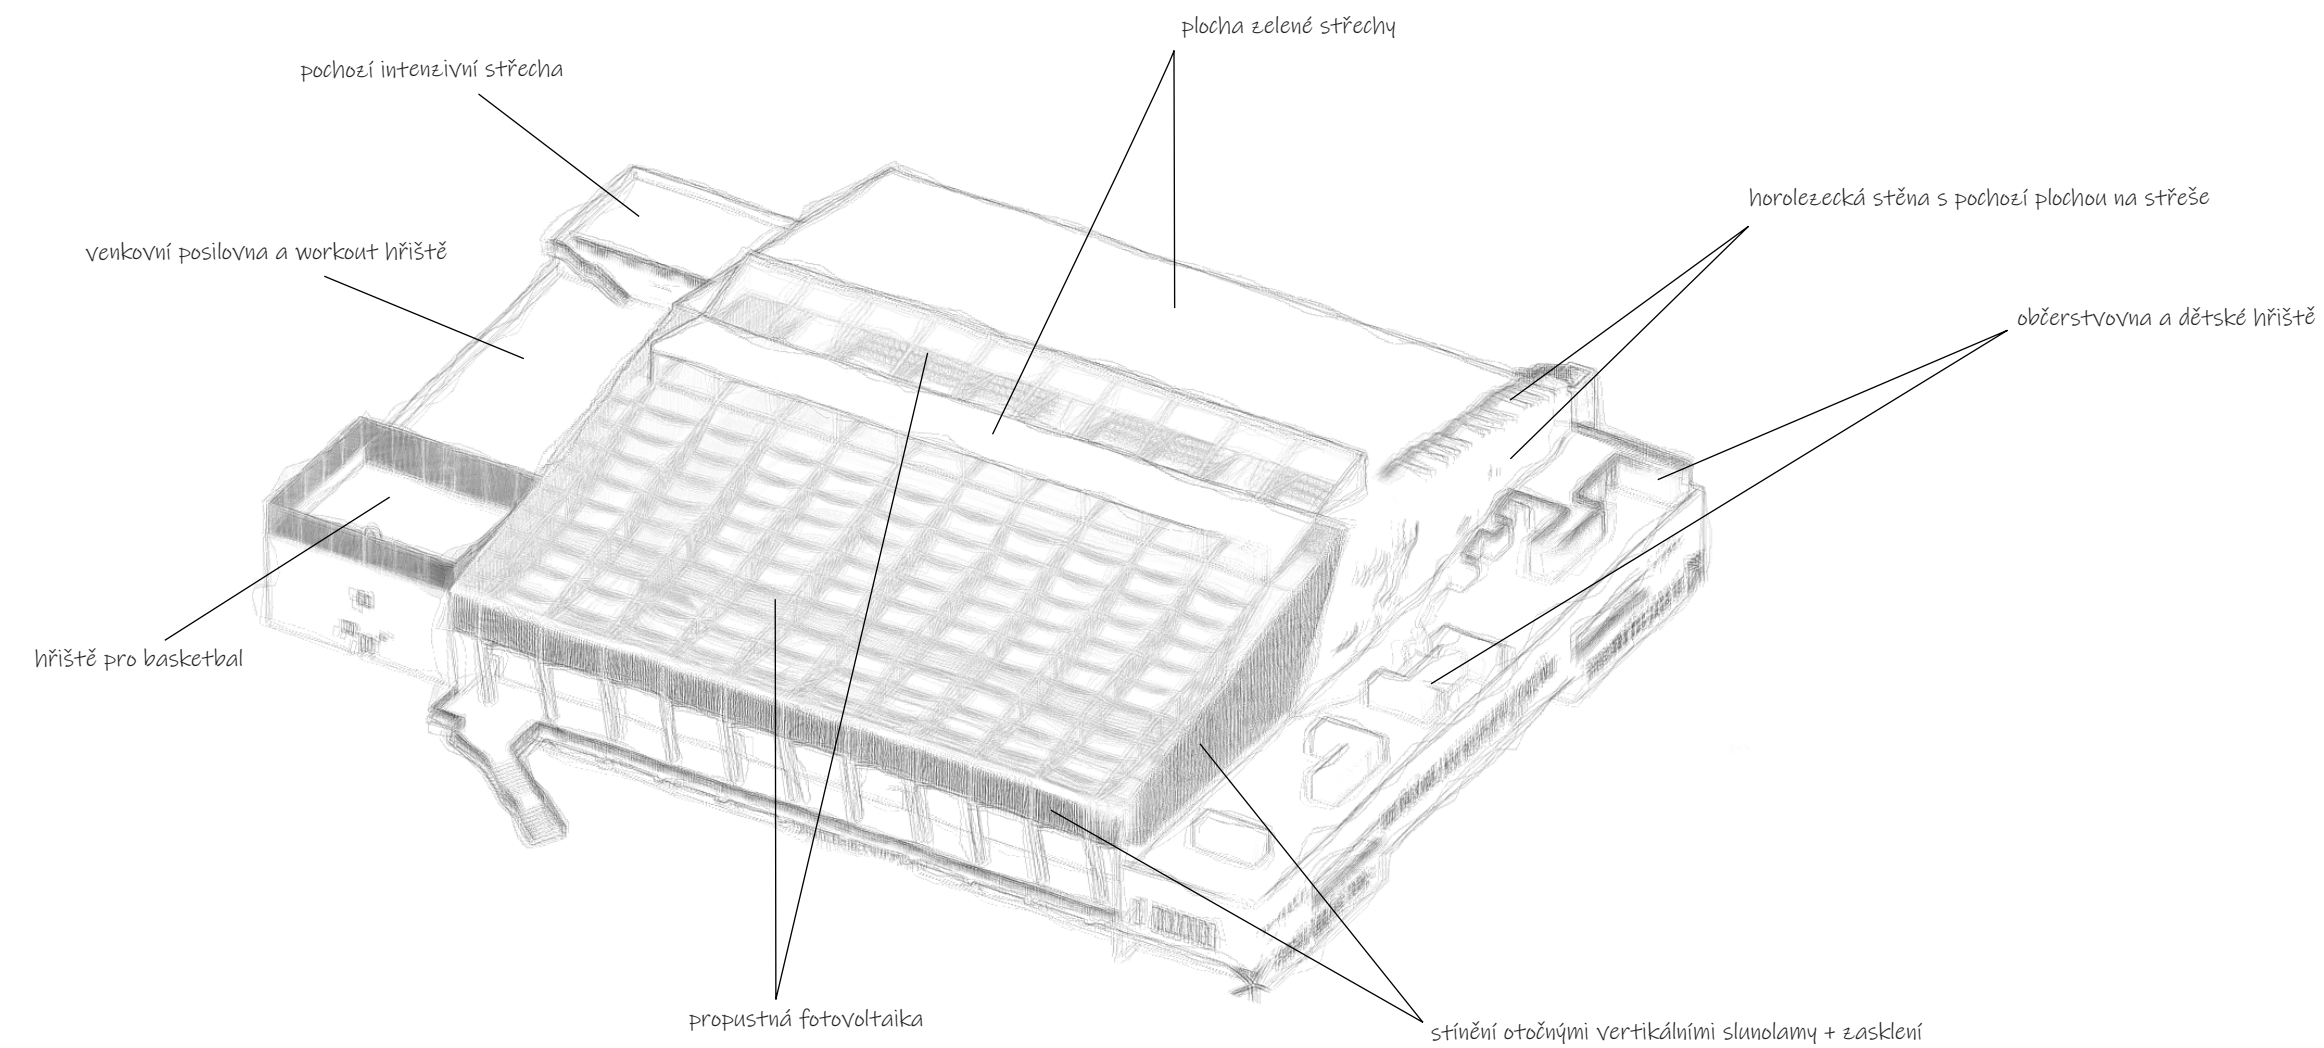 plocha zelené střechy
pochozí intenzivní střecha
horolezecká stěna s pochozí plochou na střeše
venkovní posilovna a workout hřiště
občerstvovna a dětské hřiště
hřiště pro basketbal
propustná fotovoltaika
stínění otočnými vertikálními slunolamy + zasklení